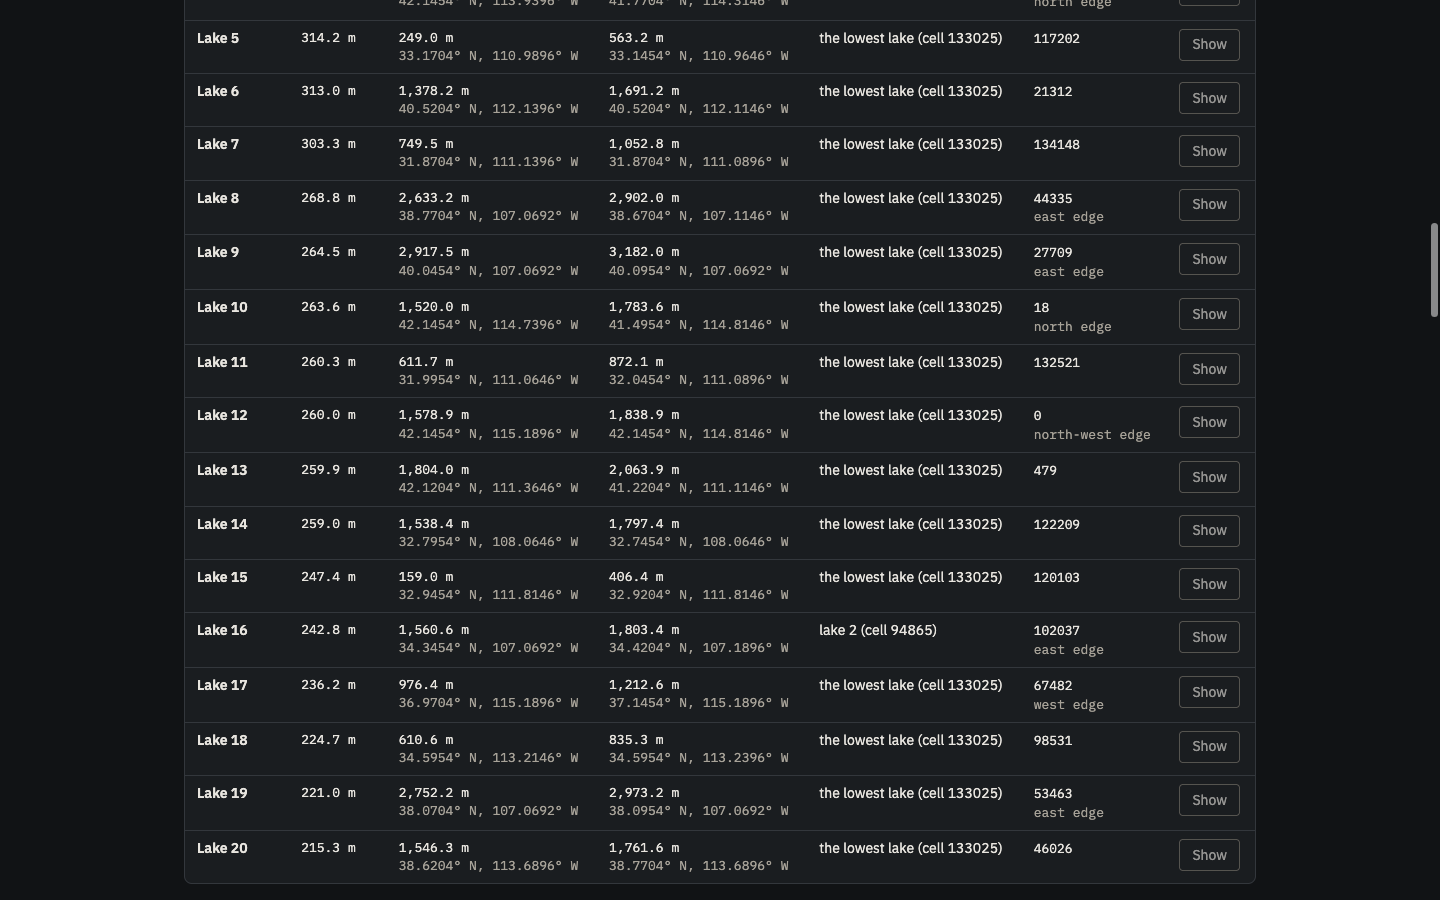 42.1454° N, 113.9396° W 41.7704° N, 114.3146° W north edge
Lake 5 314.2 m 249.0 m 563.2 m the lowest lake (cell 133025) 117202 Show
33.1704° N, 110.9896° W 33.1454° N, 110.9646° W
Lake 6 313.0 m 1,378.2 m 1,691.2 m the lowest lake (cell 133025) 21312 Show
40.5204° N, 112.1396° W 40.5204° N, 112.1146° W
Lake 7 303.3 m 749.5 m 1,052.8 m the lowest lake (cell 133025) 134148 Show
31.8704° N, 111.1396° W 31.8704° N, 111.0896° W
Lake 8 268.8 m 2,633.2 m 2,902.0 m the lowest lake (cell 133025) 44335 Show
38.7704° N, 107.0692° W 38.6704° N, 107.1146° W east edge
Lake 9 264.5 m 2,917.5 m 3,182.0 m the lowest lake (cell 133025) 27709 Show
40.0454° N, 107.0692° W 40.0954° N, 107.0692° W east edge
Lake 10 263.6 m 1,520.0 m 1,783.6 m the lowest lake (cell 133025) 18 Show
42.1454° N, 114.7396° W 41.4954° N, 114.8146° W north edge
Lake 11 260.3 m 611.7 m 872.1 m the lowest lake (cell 133025) 132521 Show
31.9954° N, 111.0646° W 32.0454° N, 111.0896° W
Lake 12 260.0 m 1,578.9 m 1,838.9 m the lowest lake (cell 133025) 0 Show
42.1454° N, 115.1896° W 42.1454° N, 114.8146° W north-west edge
Lake 13 259.9 m 1,804.0 m 2,063.9 m the lowest lake (cell 133025) 479 Show
42.1204° N, 111.3646° W 41.2204° N, 111.1146° W
Lake 14 259.0 m 1,538.4 m 1,797.4 m the lowest lake (cell 133025) 122209 Show
32.7954° N, 108.0646° W 32.7454° N, 108.0646° W
Lake 15 247.4 m 159.0 m 406.4 m the lowest lake (cell 133025) 120103 Show
32.9454° N, 111.8146° W 32.9204° N, 111.8146° W
Lake 16 242.8 m 1,560.6 m 1,803.4 m lake 2 (cell 94865) 102037 Show
34.3454° N, 107.0692° W 34.4204° N, 107.1896° W east edge
Lake 17 236.2 m 976.4 m 1,212.6 m the lowest lake (cell 133025) 67482 Show
36.9704° N, 115.1896° W 37.1454° N, 115.1896° W west edge
Lake 18 224.7 m 610.6 m 835.3 m the lowest lake (cell 133025) 98531 Show
34.5954° N, 113.2146° W 34.5954° N, 113.2396° W
Lake 19 221.0 m 2,752.2 m 2,973.2 m the lowest lake (cell 133025) 53463 Show
38.0704° N, 107.0692° W 38.0954° N, 107.0692° W east edge
Lake 20 215.3 m 1,546.3 m 1,761.6 m the lowest lake (cell 133025) 46026 Show
38.6204° N, 113.6896° W 38.7704° N, 113.6896° W